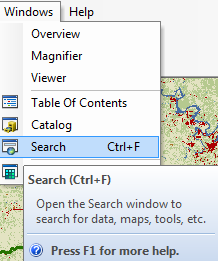 Windows Help
Overview
Magnifier
Viewer
Table Of Contents
Catalog
Search Ctrl+F
Search (Ctrl+F)
Open the Search window to
search for data, maps, tools, etc.
Press F1 for more help.